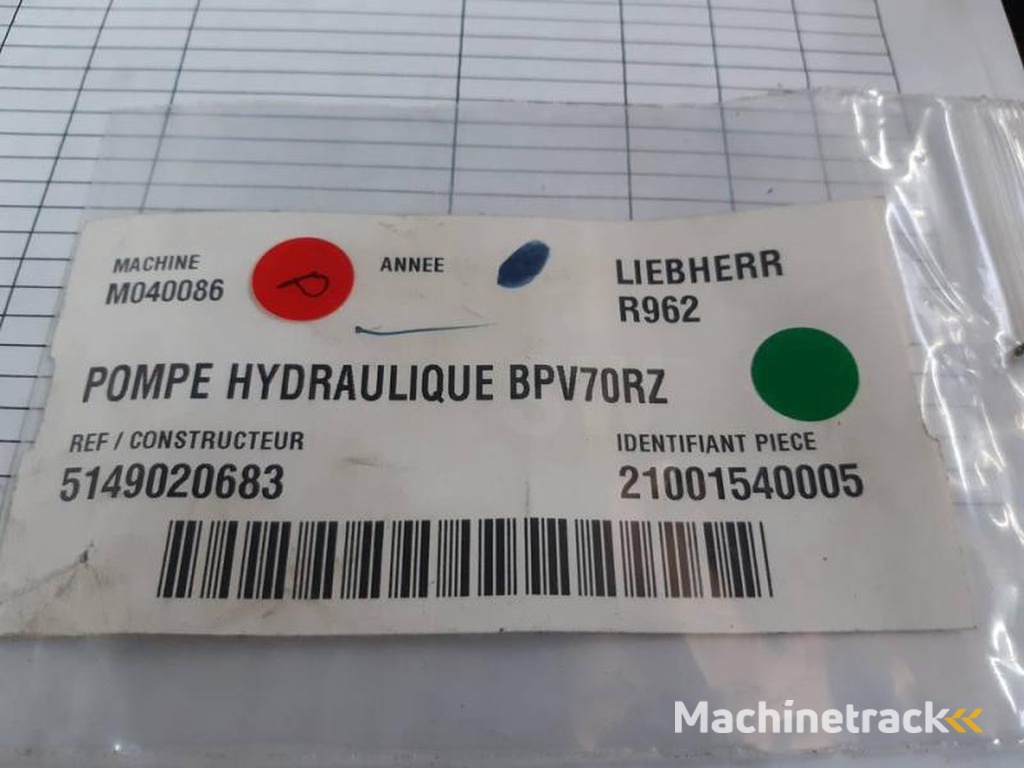 MACHINE
M040086
P
ANNEE
LIEBHERR
R962
POMPE HYDRAULIQUE BPV70RZ
REF / CONSTRUCTEUR
5149020683
IDENTIFIANT PIECE
21001540005
Machinetrack